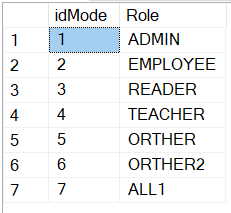 idMode Role
1 1 ADMIN
2 2 EMPLOYEE
3 3 READER
4 4 TEACHER
5 5 ORTHER
6 6 ORTHER2
7 7 ALL1